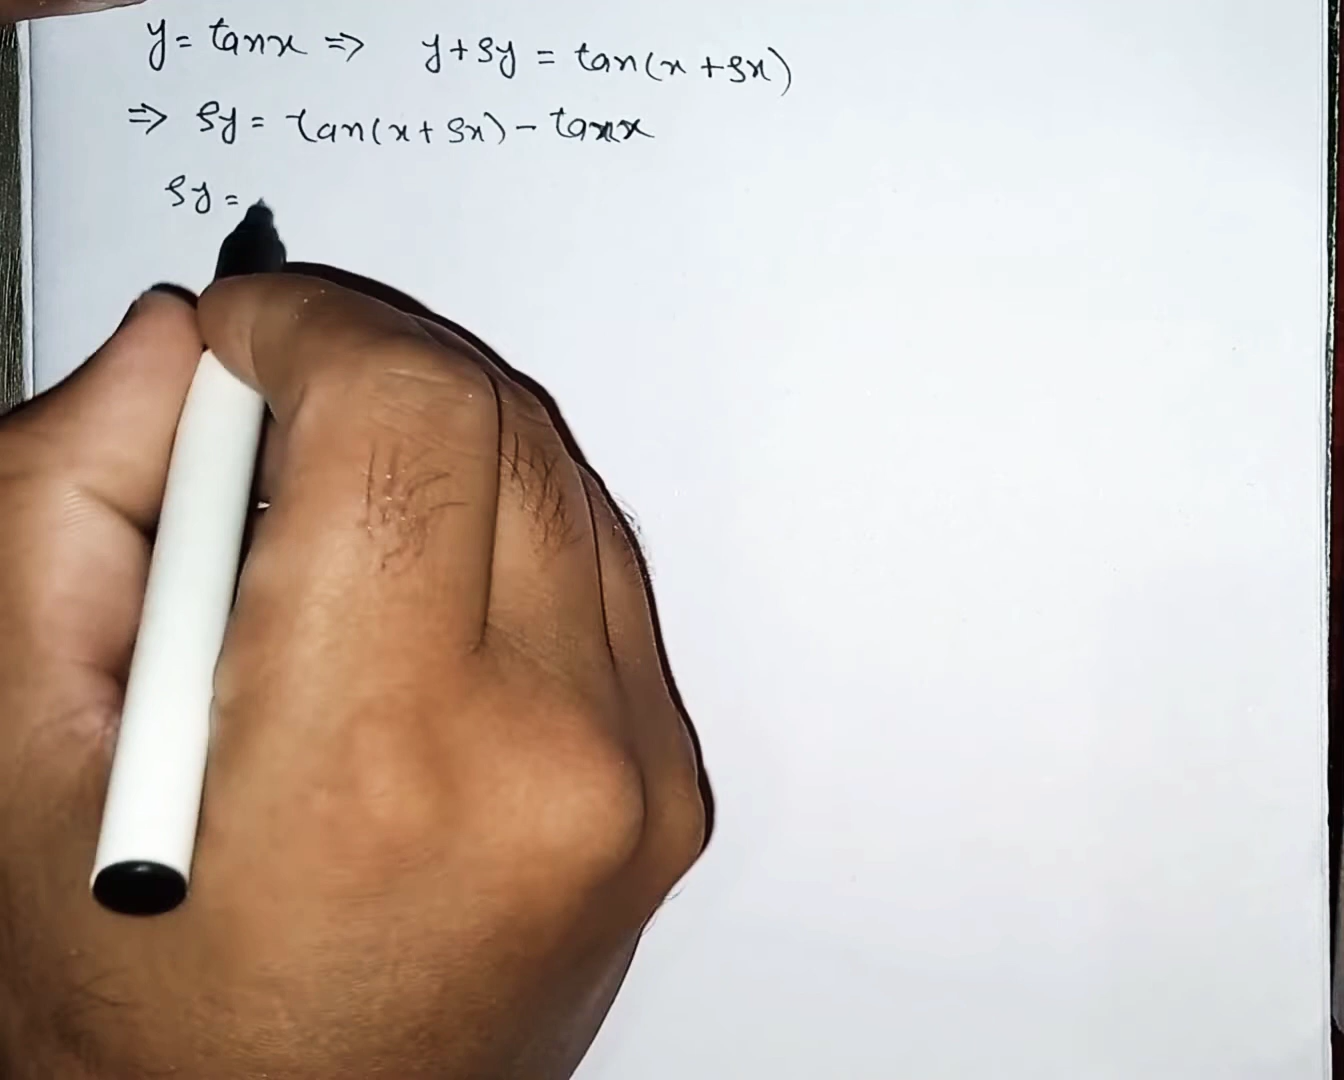 y = tanx ⇒ y + δy = tan(x + δx)
⇒ δy = tan(x + δx) - tanx
δy =